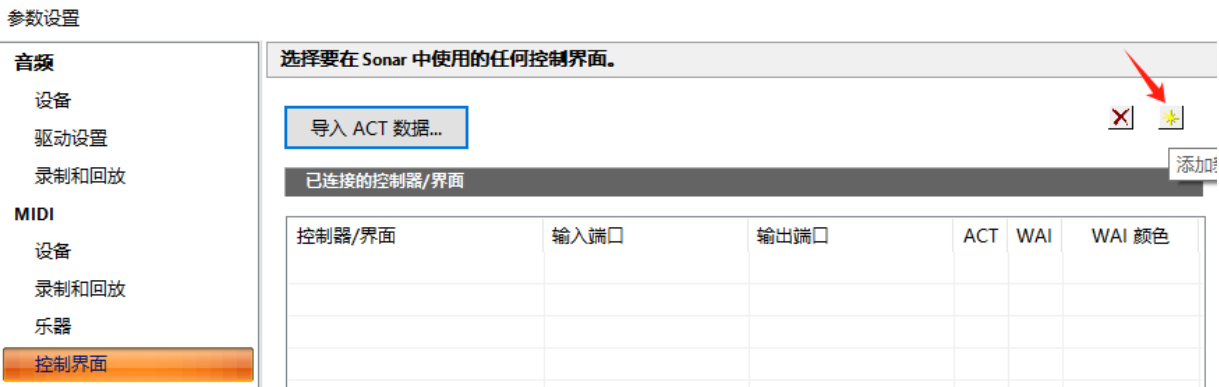 参数设置
音频
设备
驱动设置
录制和回放
MIDI
设备
录制和回放
乐器
控制界面
选择要在 Sonar 中使用的任何控制界面。
导入 ACT 数据...
添加
已连接的控制器/界面
控制器/界面 输入端口 输出端口 ACT WAI WAI 颜色